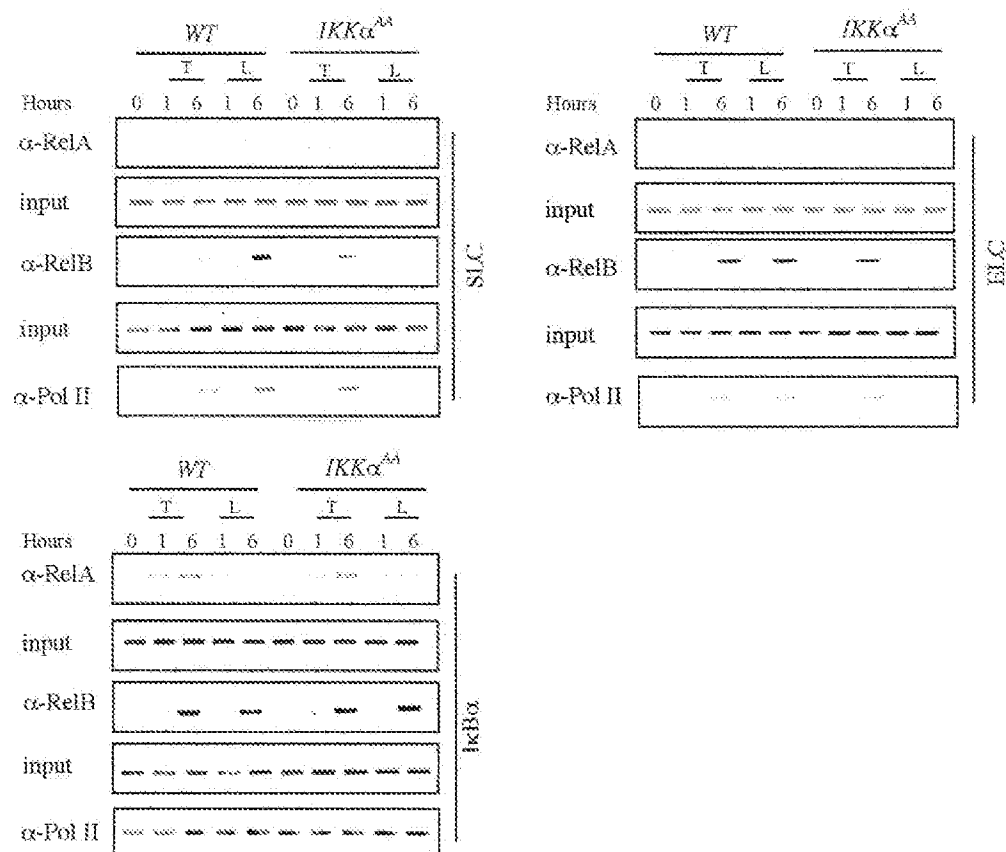 WT IKKα^AA
T L T L
Hours 0 1 6 1 6 0 1 6 1 6
α-RelA
input
α-RelB
input
α-Pol II
SLC
WT IKKα^AA
T L T L
Hours 0 1 6 1 6 0 1 6 1 6
α-RelA
input
α-RelB
input
α-Pol II
ELC
WT IKKα^AA
T L T L
Hours 0 1 6 1 6 0 1 6 1 6
α-RelA
input
α-RelB
input
α-Pol II
IκBα